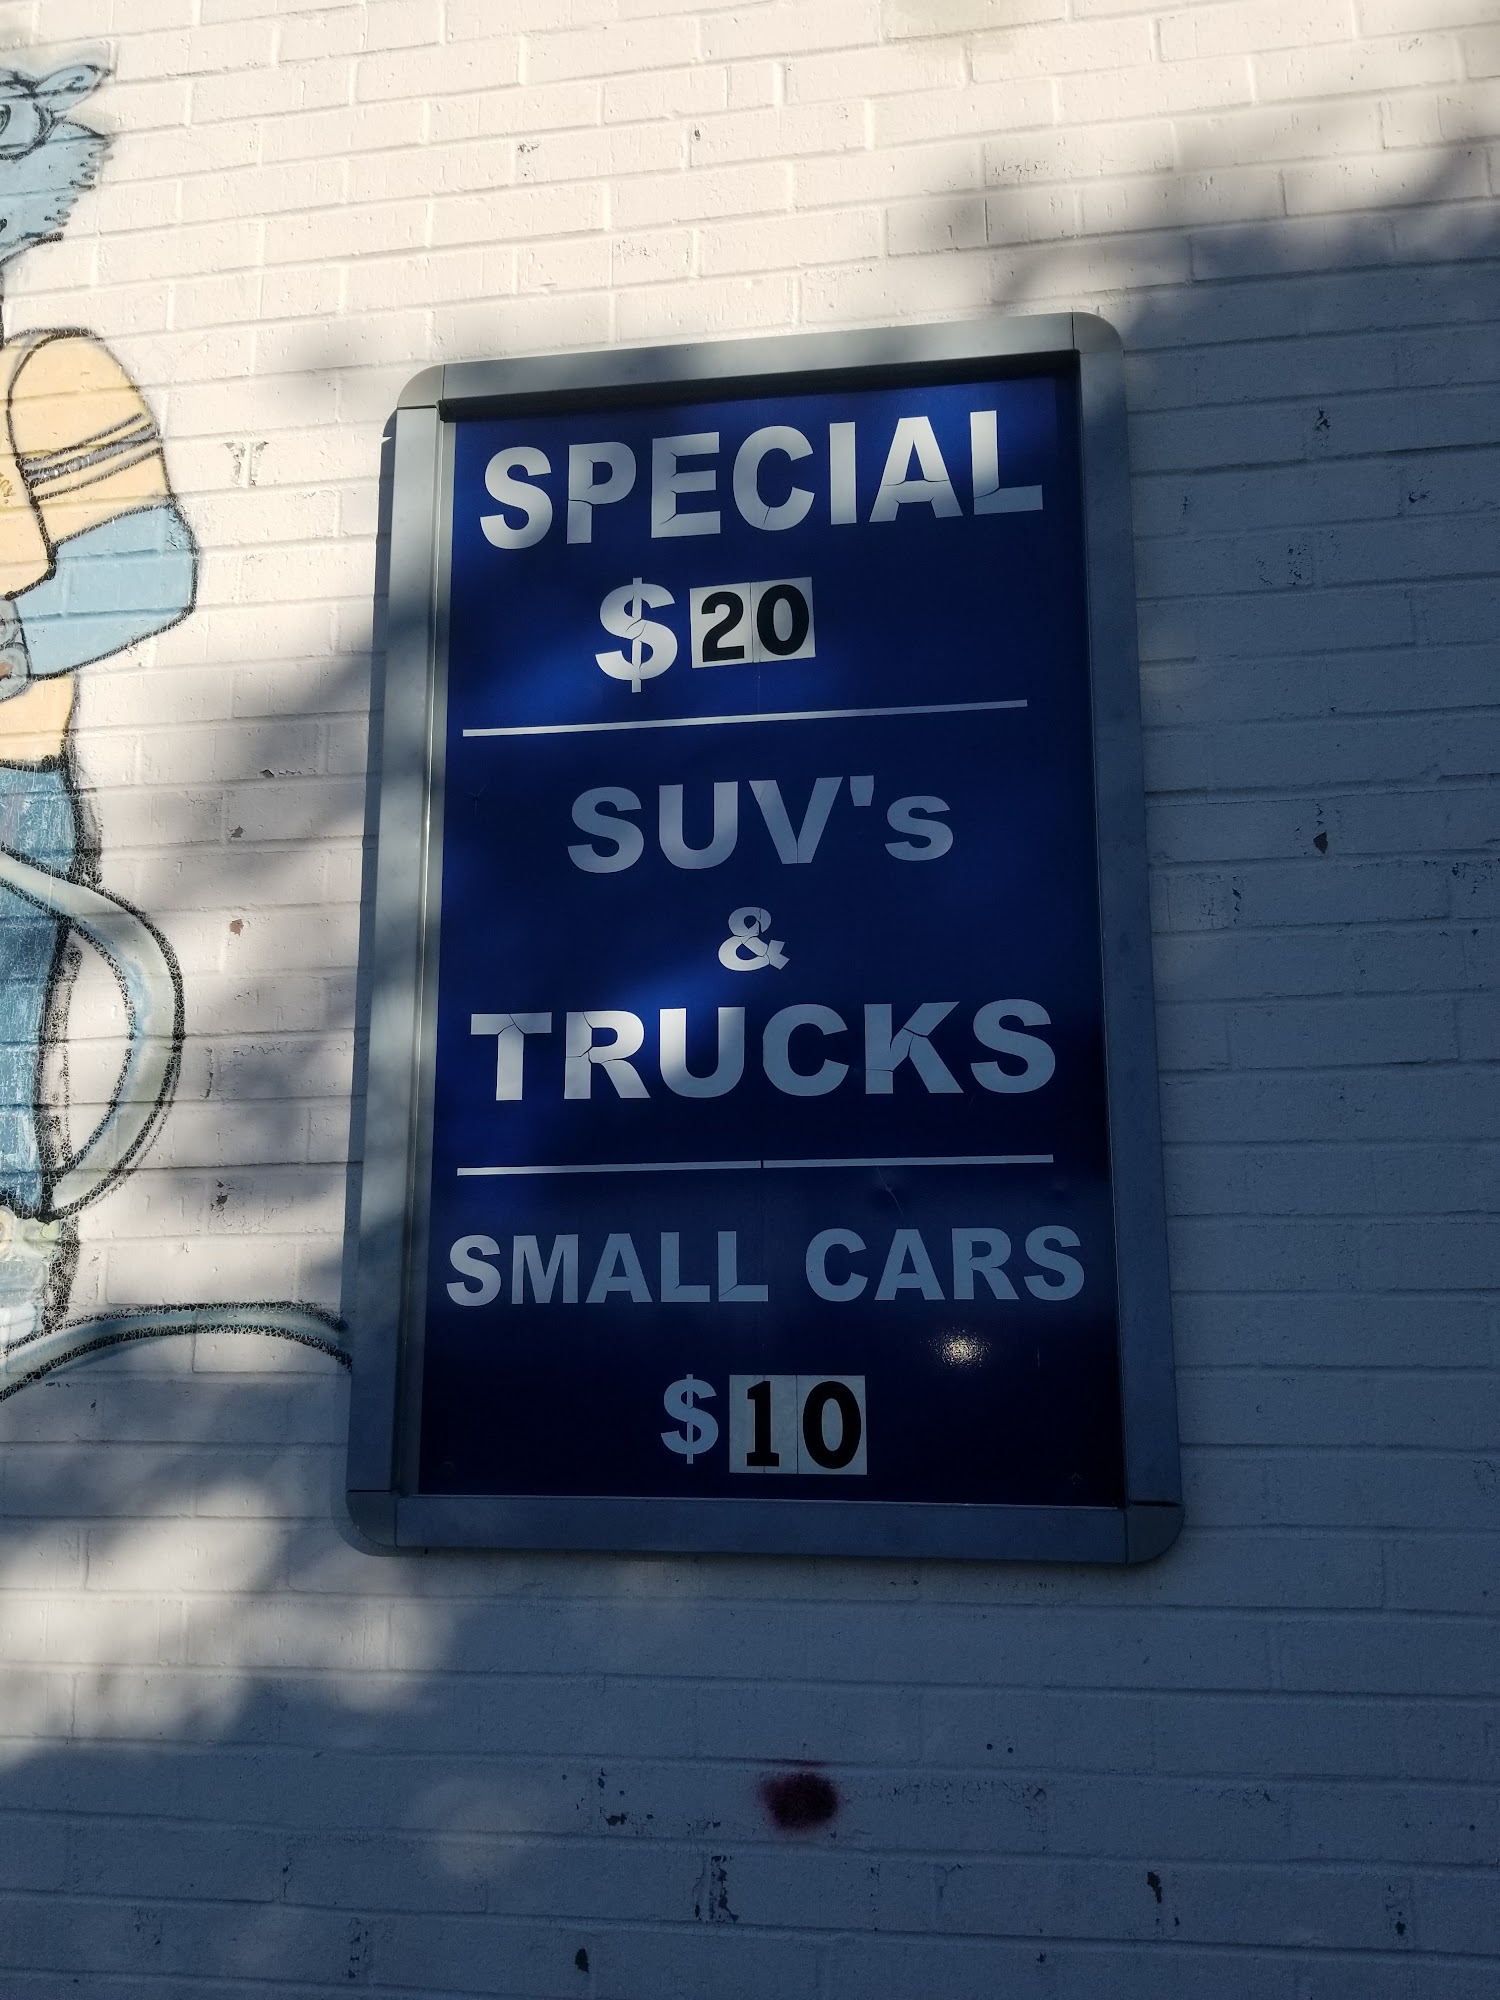 SPECIAL
$20
SUV's
&
TRUCKS
SMALL CARS
$10